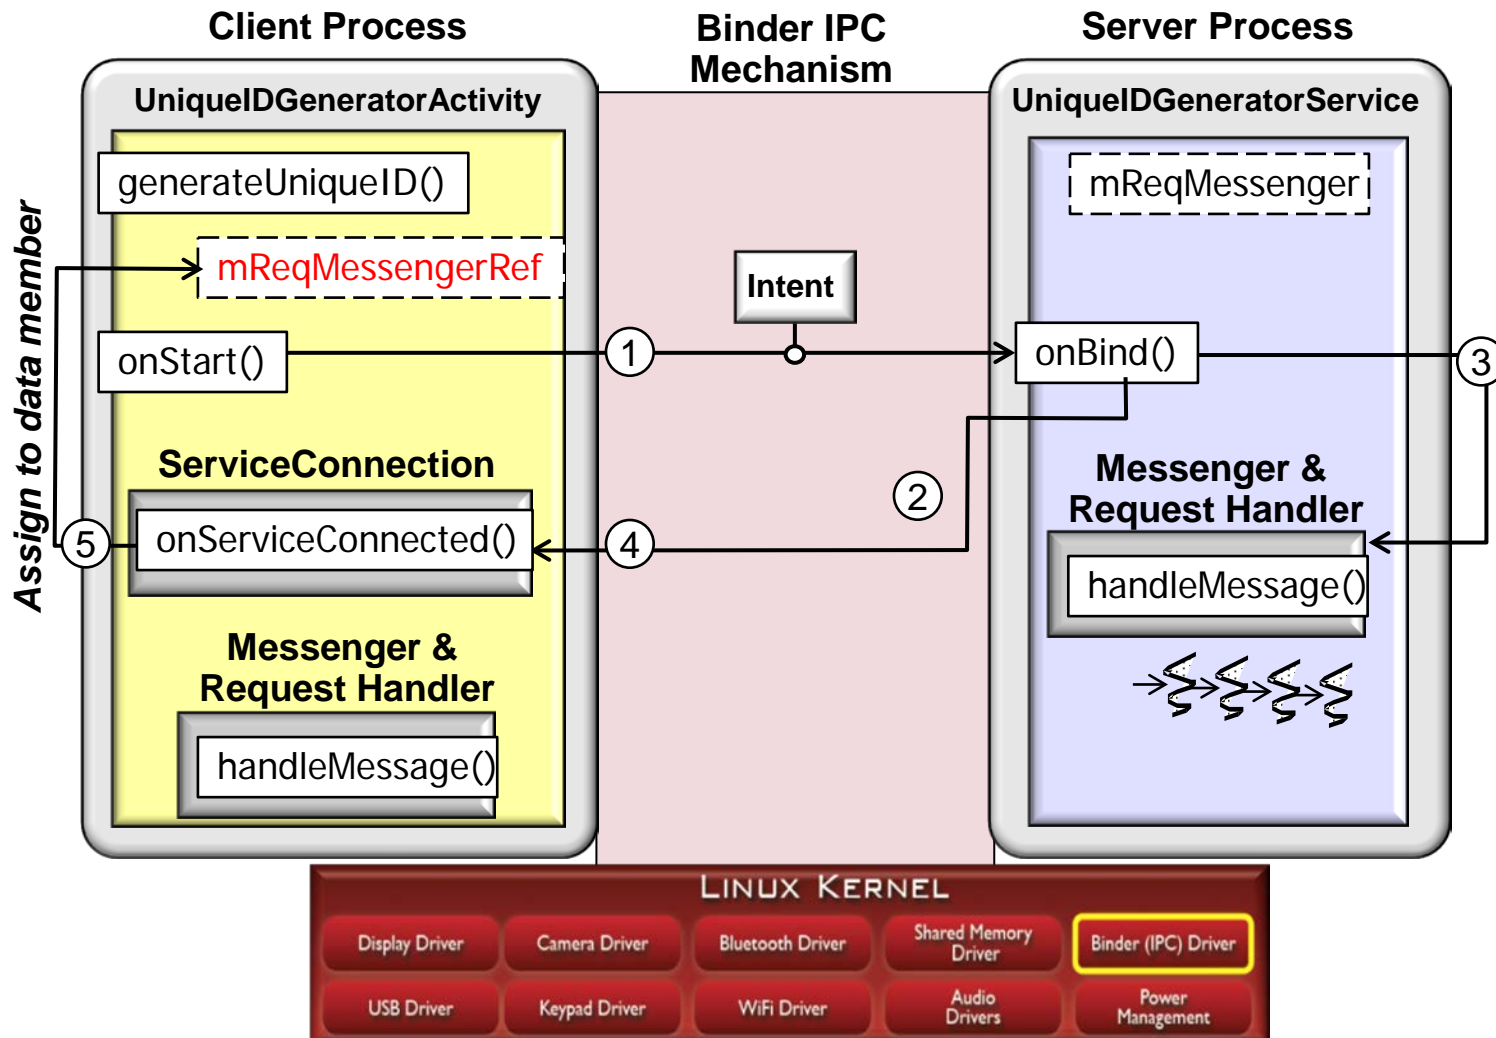 Client Process
Binder IPC
Mechanism
Server Process
UniqueIDGeneratorActivity
UniqueIDGeneratorService
generateUniqueID()
mReqMessenger
mReqMessengerRef
Intent
onStart()
1
onBind()
3
Assign to data member
ServiceConnection
2
Messenger &
Request Handler
5
onServiceConnected()
4
handleMessage()
Messenger &
Request Handler
handleMessage()
LINUX KERNEL
Display Driver
Camera Driver
Bluetooth Driver
Shared Memory
Driver
Binder (IPC) Driver
USB Driver
Keypad Driver
WiFi Driver
Audio
Drivers
Power
Management